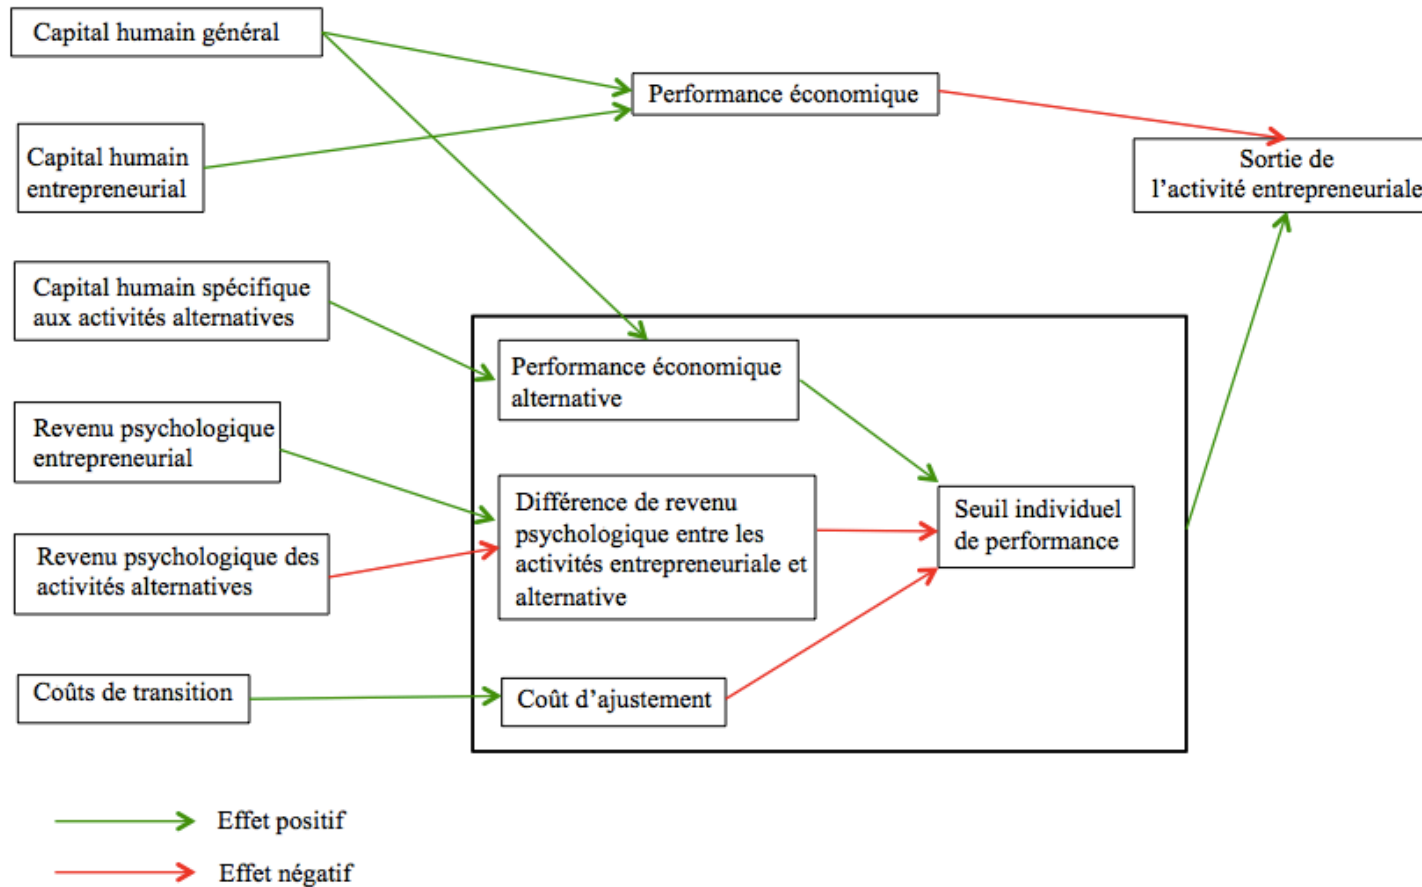 Capital humain général
Performance économique
Capital humain
entrepreneurial
Sortie de
l’activité entrepreneuriale
Capital humain spécifique
aux activités alternatives
Performance économique
alternative
Revenu psychologique
entrepreneurial
Différence de revenu
psychologique entre les
activités entrepreneuriale et
alternative
Seuil individuel
de performance
Revenu psychologique des
activités alternatives
Coûts de transition
Coût d’ajustement
Effet positif
Effet négatif